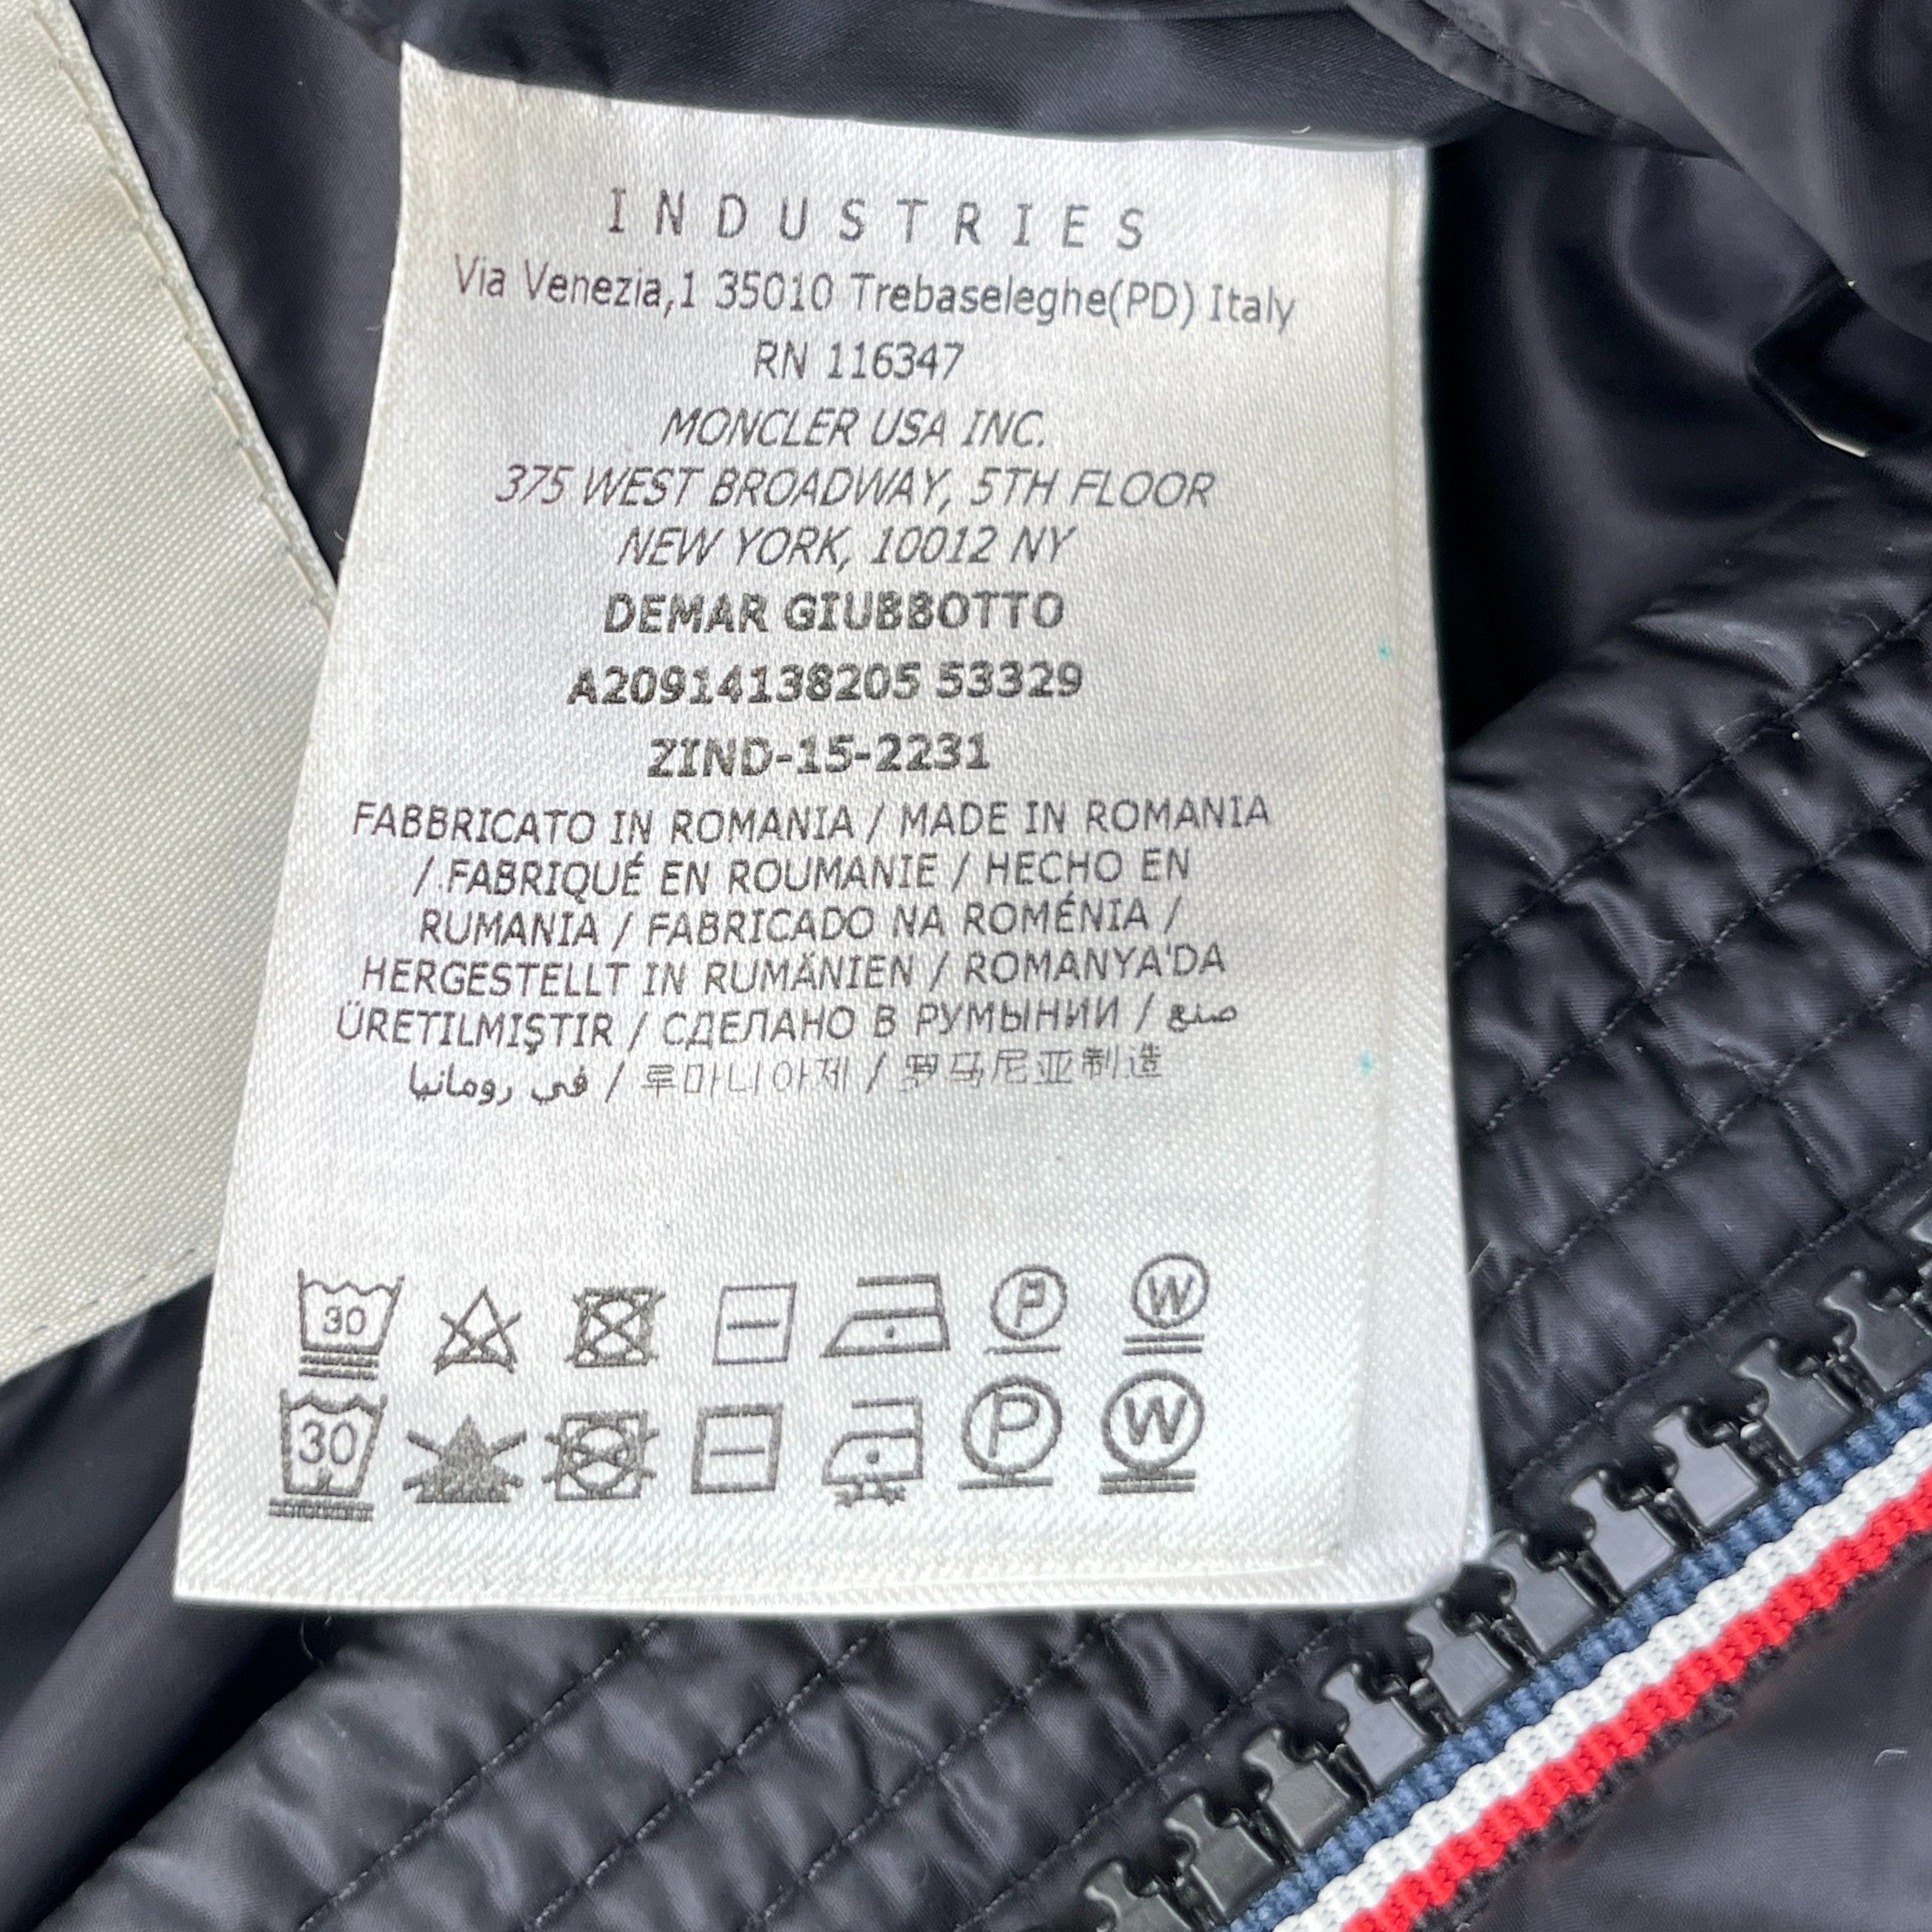 INDUSTRIES
Via Venezia,1 35010 Trebaseleghe(PD) Italy
RN 116347
MONCLER USA INC.
375 WEST BROADWAY, 5TH FLOOR
NEW YORK, 10012 NY
DEMAR GIUBBOTTO
A20914138205 53329
ZIND-15-2231
FABBRICATO IN ROMANIA / MADE IN ROMANIA
/ FABRIQUÉ EN ROUMANIE / HECHO EN
RUMANIA / FABRICADO NA ROMÉNIA /
HERGESTELLT IN RUMÄNIEN / ROMANYA'DA
ÜRETILMIŞTIR / СДЕЛАНО В РУМЫНИИ / صنع
في رومانيا / 루마니아제 / 罗马尼亚制造
30 P W
30 P W